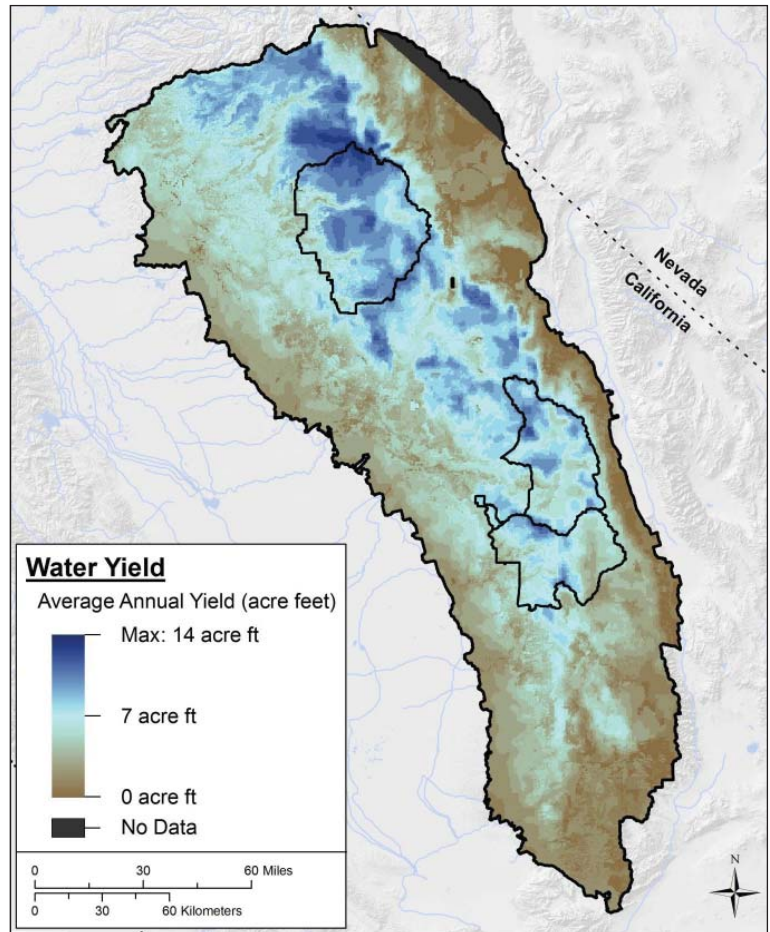 Nevada
California
Water Yield
Average Annual Yield (acre feet)
Max: 14 acre ft
7 acre ft
0 acre ft
No Data
0 30 60 Miles
0 30 60 Kilometers
N